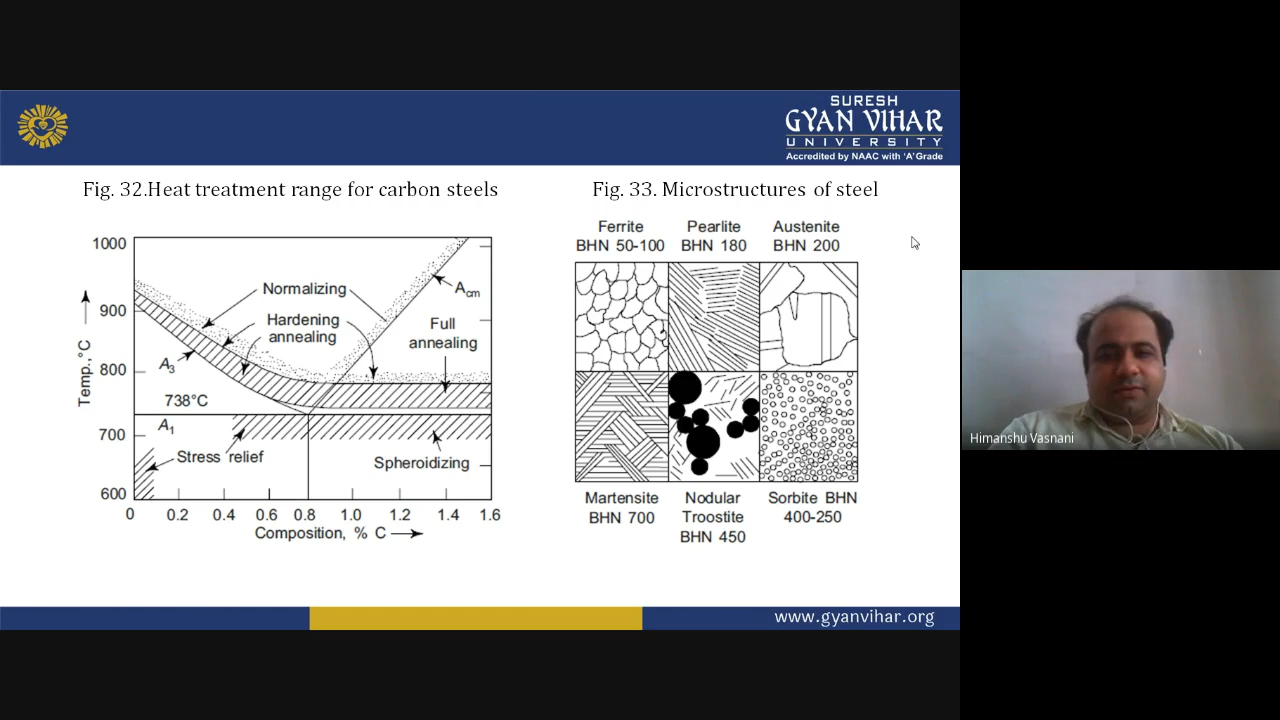 SURESH
GYAN VIHAR
UNIVERSITY
Accredited by NAAC with 'A' Grade
Fig. 32.Heat treatment range for carbon steels
1000
900
800
700
600
Temp.,°C
Normalizing
Hardening
annealing
Acm
Full
annealing
A3
738°C
A1
Stress relief
Spheroidizing
0 0.2 0.4 0.6 0.8 1.0 1.2 1.4 1.6
Composition, % C
Fig. 33. Microstructures of steel
Ferrite
BHN 50-100
Pearlite
BHN 180
Austenite
BHN 200
Martensite
BHN 700
Nodular
Troostite
BHN 450
Sorbite BHN
400-250
Himanshu Vasnani
www.gyanvihar.org